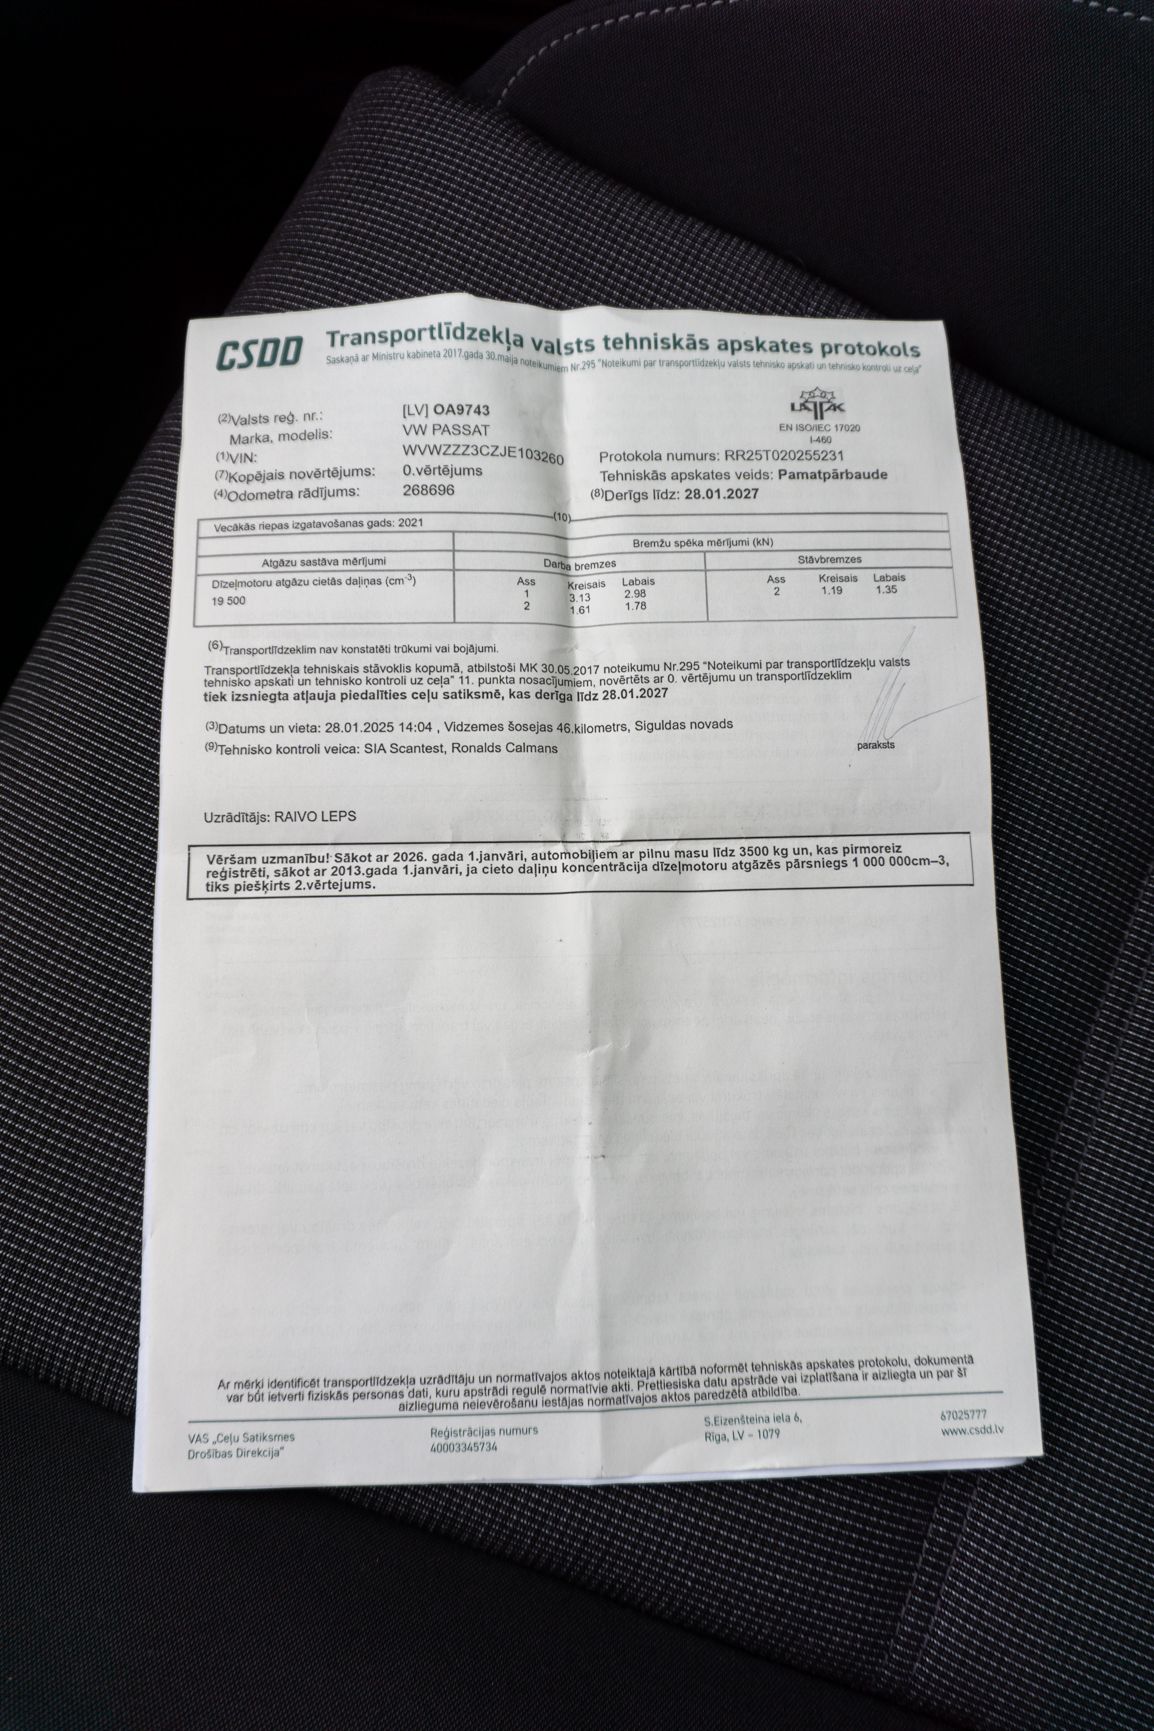 CSDD Transportlīdzekļa valsts tehniskās apskates protokols
Saskaņā ar Ministru kabineta 2017.gada 30.maija noteikumiem Nr.295 "Noteikumi par transportlīdzekļu valsts tehnisko apskati un tehnisko kontroli uz ceļa"
LATAK
EN ISO/IEC 17020
I-460
(2)Valsts reģ. nr.: [LV] OA9743
Marka, modelis: VW PASSAT
(1)VIN: WVWZZZ3CZJE103260
(7)Kopējais novērtējums: 0.vērtējums
(4)Odometra rādījums: 268696
Protokola numurs: RR25T020255231
Tehniskās apskates veids: Pamatpārbaude
(8)Derīgs līdz: 28.01.2027
Vecākās riepas izgatavošanas gads: 2021 (10)
Bremžu spēka mērījumi (kN)
Atgāzu sastāva mērījumi Darba bremzes Stāvbremzes
Dīzeļmotoru atgāzu cietās daļiņas (cm-3) Ass Kreisais Labais Ass Kreisais Labais
19 500 1 3.13 2.98 2 1.19 1.35
2 1.61 1.78
(6)Transportlīdzeklim nav konstatēti trūkumi vai bojājumi.
Transportlīdzekļa tehniskais stāvoklis kopumā, atbilstoši MK 30.05.2017 noteikumu Nr.295 "Noteikumi par transportlīdzekļu valsts
tehnisko apskati un tehnisko kontroli uz ceļa" 11. punkta nosacījumiem, novērtēts ar 0. vērtējumu un transportlīdzeklim
tiek izsniegta atļauja piedalīties ceļu satiksmē, kas derīga līdz 28.01.2027
(3)Datums un vieta: 28.01.2025 14:04 , Vidzemes šosejas 46.kilometrs, Siguldas novads
(9)Tehnisko kontroli veica: SIA Scantest, Ronalds Calmans
paraksts
Uzrādītājs: RAIVO LEPS
Vēršam uzmanību! Sākot ar 2026. gada 1.janvāri, automobiļiem ar pilnu masu līdz 3500 kg un, kas pirmoreiz
reģistrēti, sākot ar 2013.gada 1.janvāri, ja cieto daļiņu koncentrācija dīzeļmotoru atgāzēs pārsniegs 1 000 000cm–3,
tiks piešķirts 2.vērtejums.
Ar mērķi identificēt transportlīdzekļa uzrādītāju un normatīvajos aktos noteiktajā kārtībā noformēt tehniskās apskates protokolu, dokumentā
var būt ietverti fiziskās personas dati, kuru apstrādi regulē normatīvie akti. Prettiesiska datu apstrāde vai izplatīšana ir aizliegta un par šī
aizlieguma neievērošanu iestājas normatīvajos aktos paredzētā atbildība.
VAS „Ceļu Satiksmes
Drošības Direkcija"
Reģistrācijas numurs
40003345734
S.Eizenšteina iela 6,
Rīga, LV – 1079
67025777
www.csdd.lv